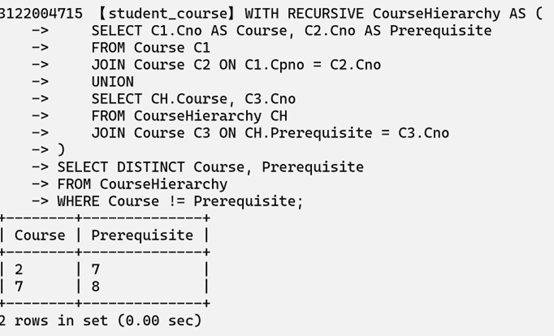 3122004715 【student_course】WITH RECURSIVE CourseHierarchy AS (
    ->     SELECT C1.Cno AS Course, C2.Cno AS Prerequisite
    ->     FROM Course C1
    ->     JOIN Course C2 ON C1.Cpno = C2.Cno
    ->     UNION
    ->     SELECT CH.Course, C3.Cno
    ->     FROM CourseHierarchy CH
    ->     JOIN Course C3 ON CH.Prerequisite = C3.Cno
    -> )
    -> SELECT DISTINCT Course, Prerequisite
    -> FROM CourseHierarchy
    -> WHERE Course != Prerequisite;
+--------+--------------+
| Course | Prerequisite |
+--------+--------------+
| 2      | 7            |
| 7      | 8            |
+--------+--------------+
2 rows in set (0.00 sec)